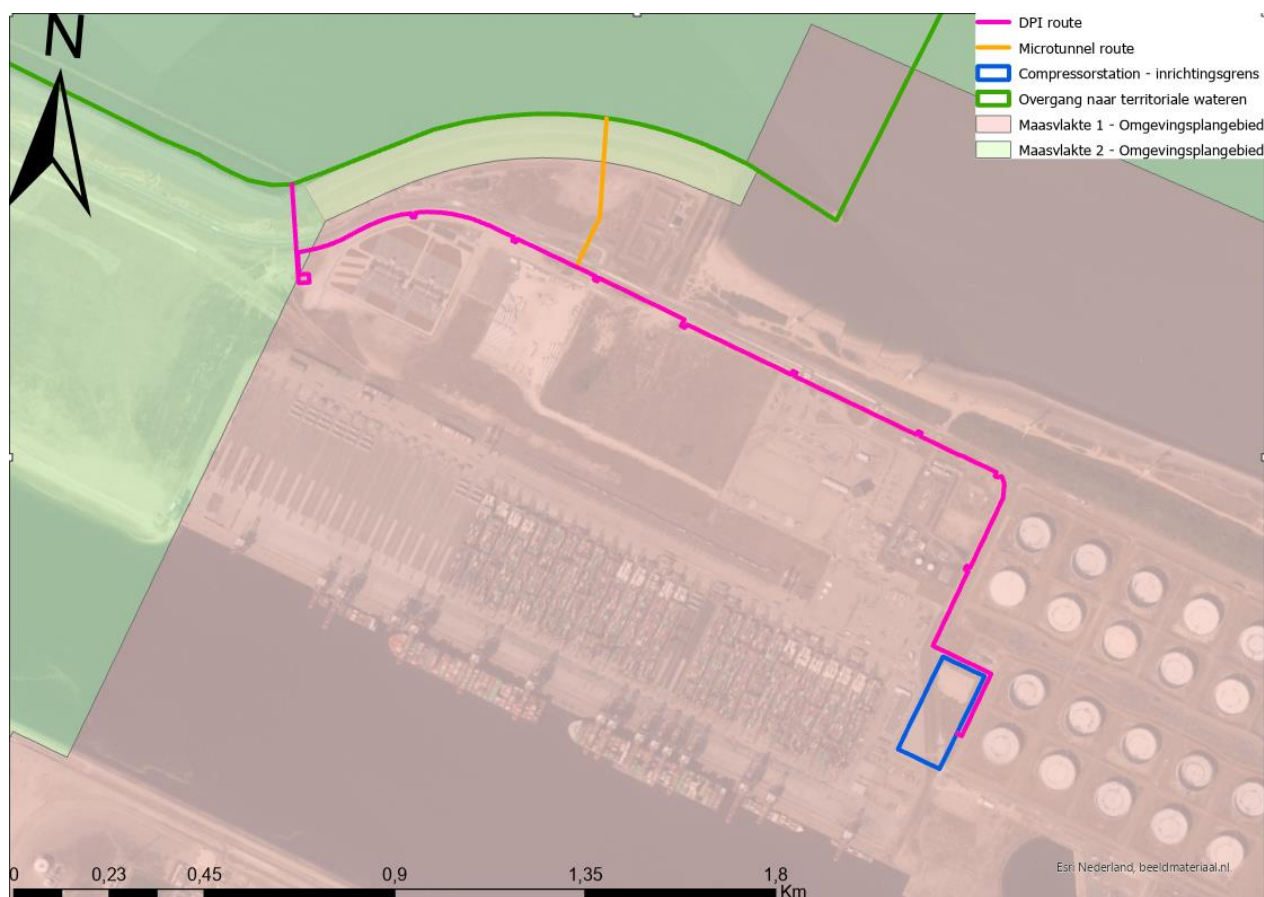 N
DPI route
Microtunnel route
Compressorstation - inrichtingsgrens
Overgang naar territoriale wateren
Maasvlakte 1 - Omgevingsplangebied
Maasvlakte 2 - Omgevingsplangebied
0 0,23 0,45 0,9 1,35 1,8
Km
Esri Nederland, beeldmateriaal.nl.